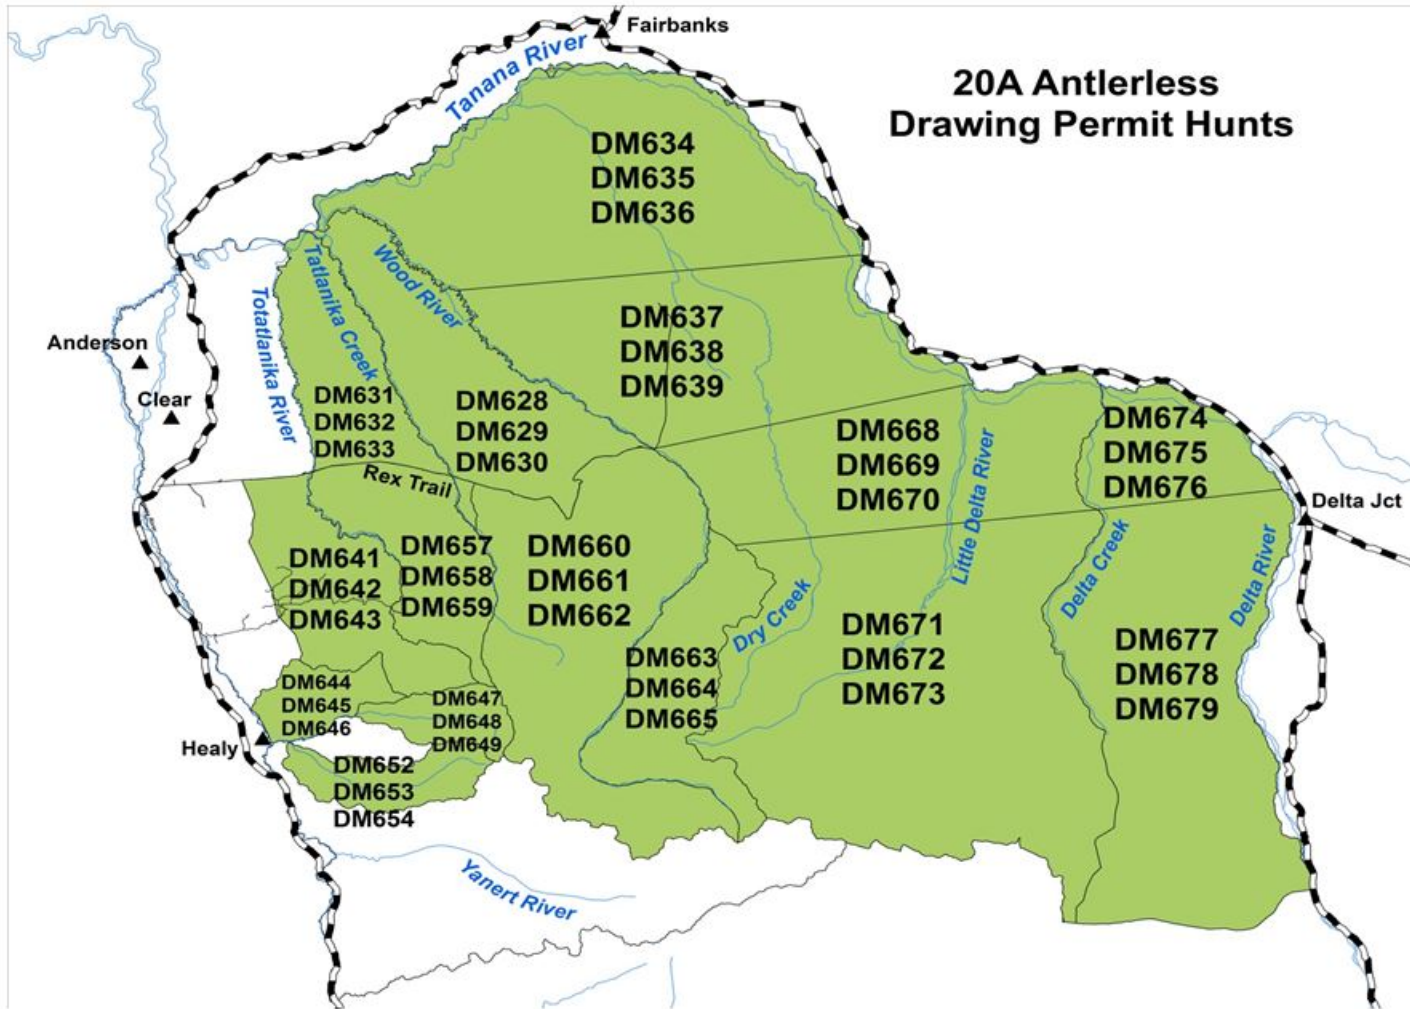 Fairbanks
Tanana River
20A Antlerless
Drawing Permit Hunts
DM634
DM635
DM636
Tatlanika Creek
Wood River
Totatlanika River
Anderson
Clear
DM637
DM638
DM639
DM631
DM632
DM633
DM628
DM629
DM630
Rex Trail
DM668
DM669
DM670
Little Delta River
DM674
DM675
DM676
Delta Jct
DM641
DM642
DM643
DM657
DM658
DM659
DM660
DM661
DM662
Delta Creek
Delta River
Dry Creek
DM663
DM664
DM665
DM671
DM672
DM673
DM677
DM678
DM679
DM644
DM645
DM646
DM647
DM648
DM649
Healy
DM652
DM653
DM654
Yanert River